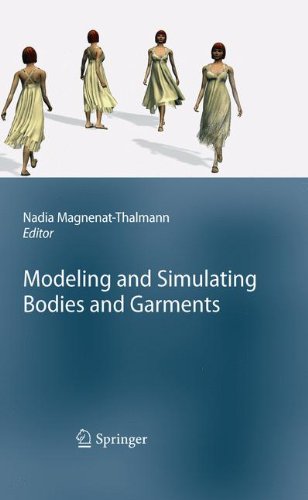 Nadia Magnenat-Thalmann
Editor
Modeling and Simulating
Bodies and Garments
Springer